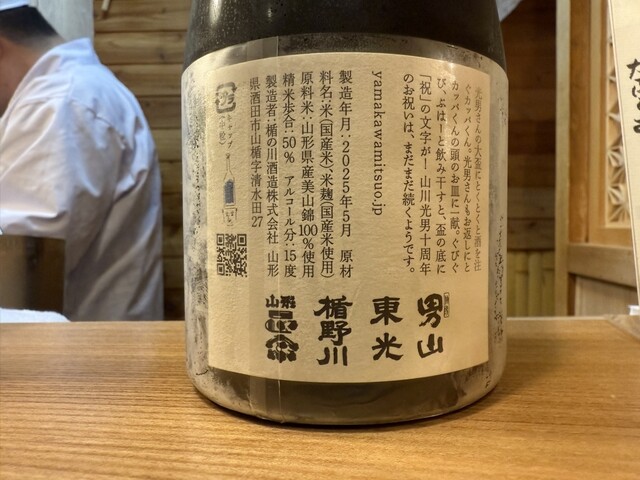 光男さんの大盃にとくとくと酒を注
ぐカッパくん。光男さんもお返しにと
カッパくんの頭のお皿に一献。ぐびぐ
び、ぷはーと飲み干すと、盃の底に
「祝」の文字が！山川光男十周年
のお祝いは、まだまだ続くようです。
yamakawamitsuo.jp
製造年月：2025年5月 原材
料名：米（国産米）、米麹（国産米使用）
原料米：山形県産美山錦100％使用
精米歩合：50％ アルコール分：15度
製造者：楯の川酒造株式会社 山形
県酒田市山楯字清水田27
キャップ
男山
東光
楯野川
山形正宗